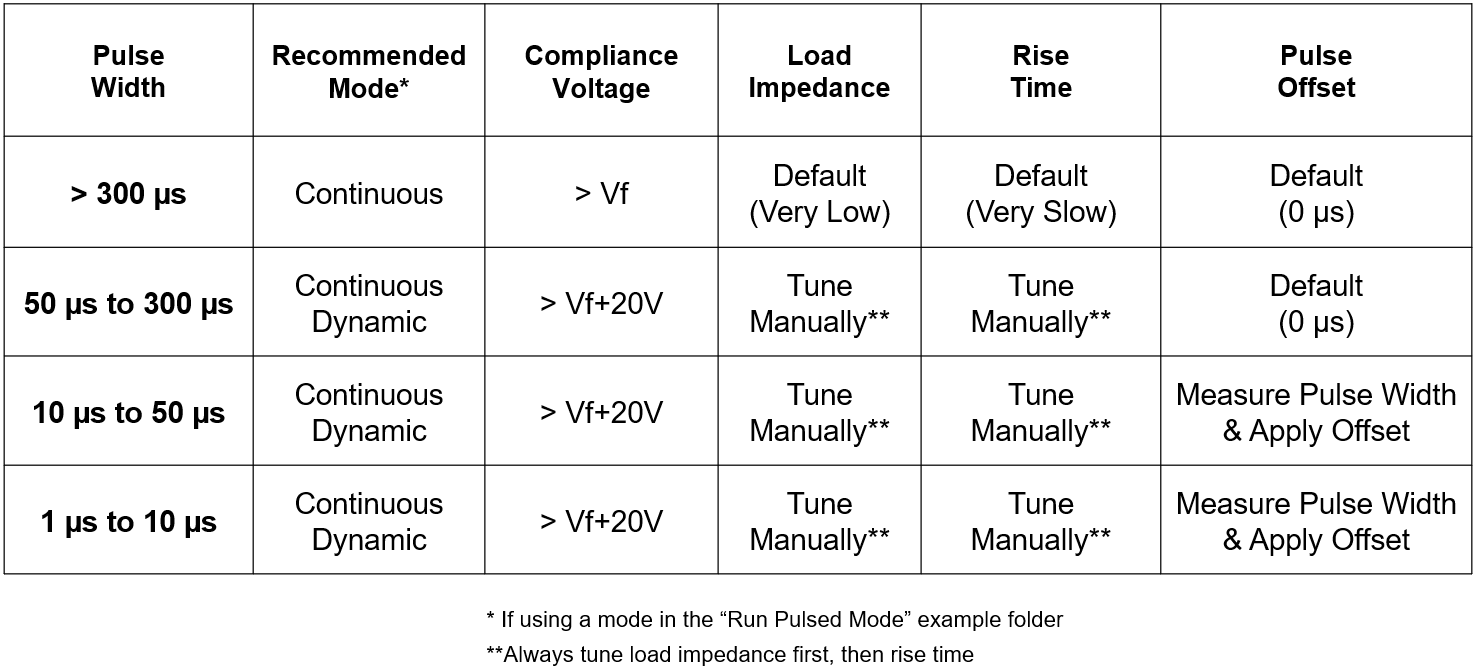 Pulse Width
Recommended Mode*
Compliance Voltage
Load Impedance
Rise Time
Pulse Offset
> 300 µs
Continuous
> Vf
Default (Very Low)
Default (Very Slow)
Default (0 µs)
50 µs to 300 µs
Continuous Dynamic
> Vf+20V
Tune Manually**
Tune Manually**
Default (0 µs)
10 µs to 50 µs
Continuous Dynamic
> Vf+20V
Tune Manually**
Tune Manually**
Measure Pulse Width & Apply Offset
1 µs to 10 µs
Continuous Dynamic
> Vf+20V
Tune Manually**
Tune Manually**
Measure Pulse Width & Apply Offset
* If using a mode in the “Run Pulsed Mode” example folder
**Always tune load impedance first, then rise time